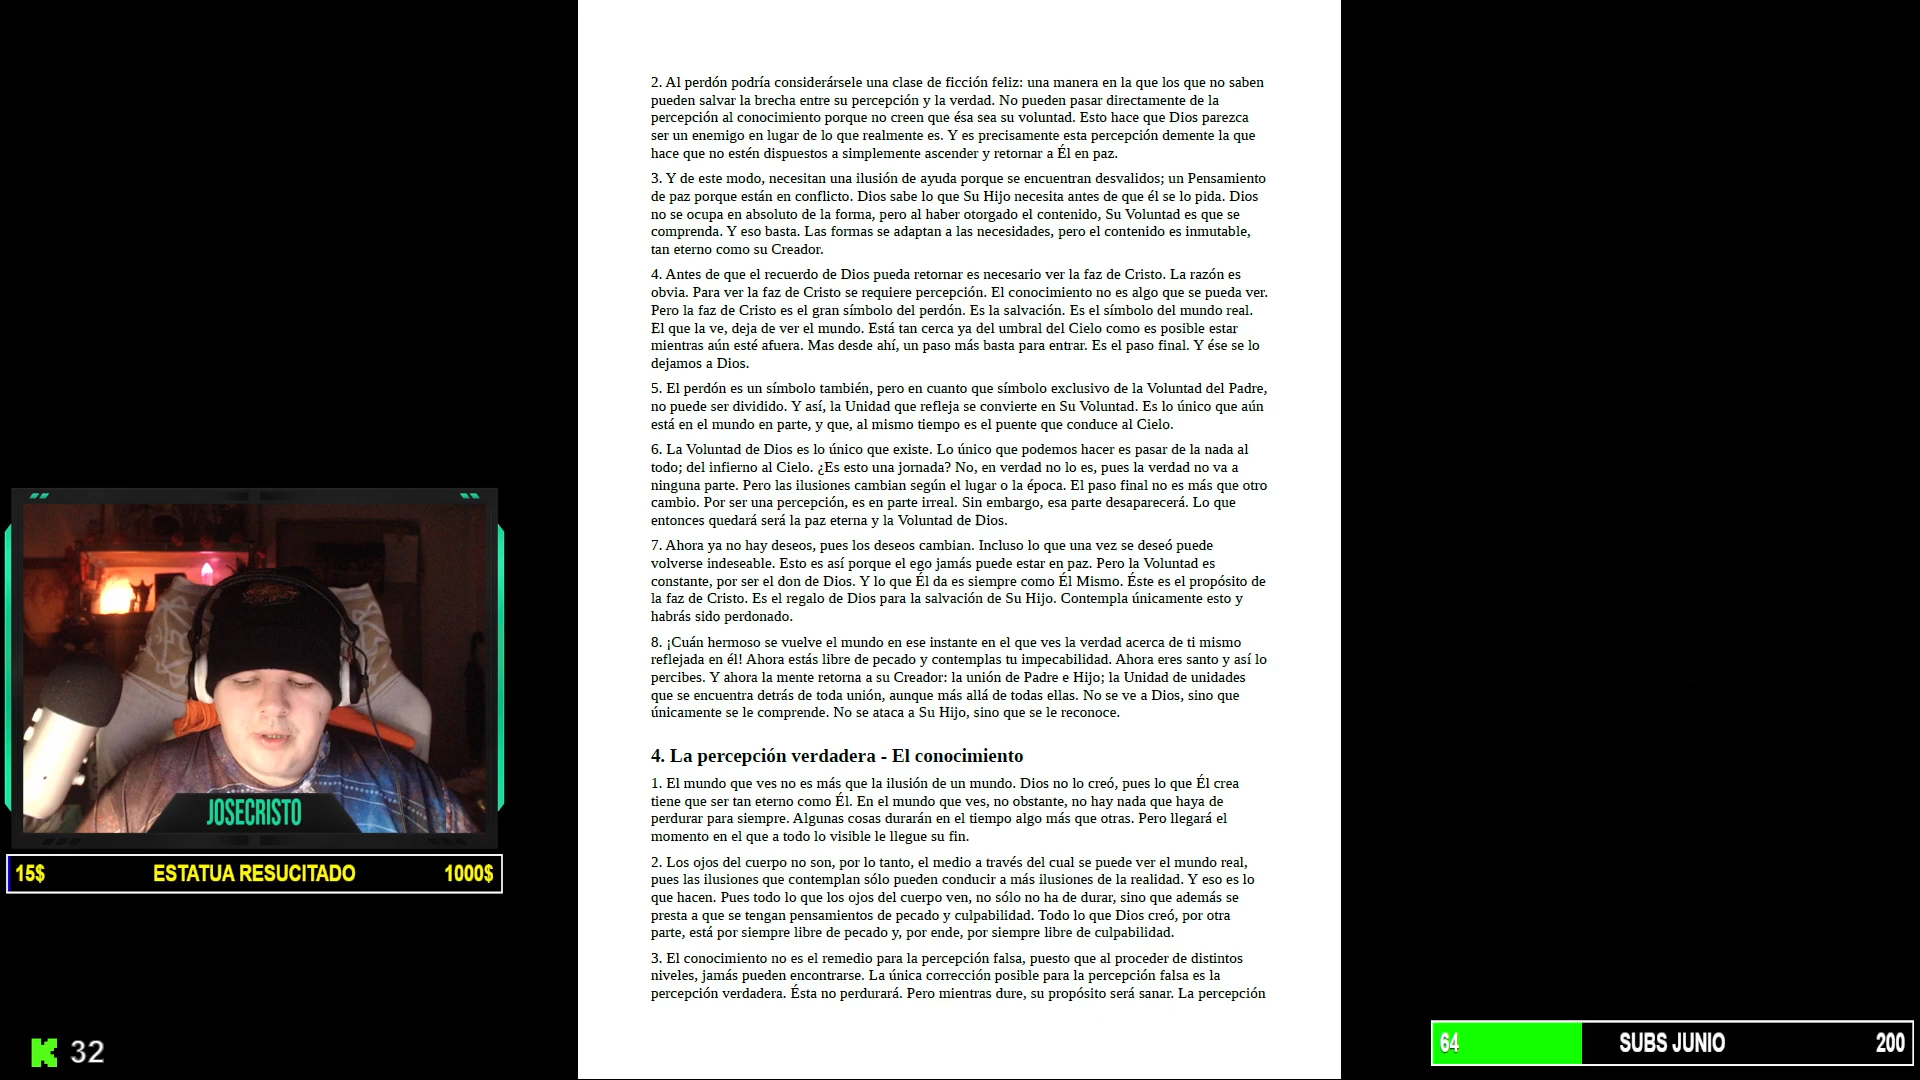 2. Al perdón podría considerársele una clase de ficción feliz: una manera en la que los que no saben
pueden salvar la brecha entre su percepción y la verdad. No pueden pasar directamente de la
percepción al conocimiento porque no creen que ésa sea su voluntad. Esto hace que Dios parezca
ser un enemigo en lugar de lo que realmente es. Y es precisamente esta percepción demente la que
hace que no estén dispuestos a simplemente ascender y retornar a Él en paz.
3. Y de este modo, necesitan una ilusión de ayuda porque se encuentran desvalidos; un Pensamiento
de paz porque están en conflicto. Dios sabe lo que Su Hijo necesita antes de que él se lo pida. Dios
no se ocupa en absoluto de la forma, pero al haber otorgado el contenido, Su Voluntad es que se
comprenda. Y eso basta. Las formas se adaptan a las necesidades, pero el contenido es inmutable,
tan eterno como su Creador.
4. Antes de que el recuerdo de Dios pueda retornar es necesario ver la faz de Cristo. La razón es
obvia. Para ver la faz de Cristo se requiere percepción. El conocimiento no es algo que se pueda ver.
Pero la faz de Cristo es el gran símbolo del perdón. Es la salvación. Es el símbolo del mundo real.
El que la ve, deja de ver el mundo. Está tan cerca ya del umbral del Cielo como es posible estar
mientras aún esté afuera. Mas desde ahí, un paso más basta para entrar. Es el paso final. Y ése se lo
dejamos a Dios.
5. El perdón es un símbolo también, pero en cuanto que símbolo exclusivo de la Voluntad del Padre,
no puede ser dividido. Y así, la Unidad que refleja se convierte en Su Voluntad. Es lo único que aún
está en el mundo en parte, y que, al mismo tiempo es el puente que conduce al Cielo.
6. La Voluntad de Dios es lo único que existe. Lo único que podemos hacer es pasar de la nada al
todo; del infierno al Cielo. ¿Es esto una jornada? No, en verdad no lo es, pues la verdad no va a
ninguna parte. Pero las ilusiones cambian según el lugar o la época. El paso final no es más que otro
cambio. Por ser una percepción, es en parte irreal. Sin embargo, esa parte desaparecerá. Lo que
entonces quedará será la paz eterna y la Voluntad de Dios.
7. Ahora ya no hay deseos, pues los deseos cambian. Incluso lo que una vez se deseó puede
volverse indeseable. Esto es así porque el ego jamás puede estar en paz. Pero la Voluntad es
constante, por ser el don de Dios. Y lo que Él da es siempre como Él Mismo. Éste es el propósito de
la faz de Cristo. Es el regalo de Dios para la salvación de Su Hijo. Contempla únicamente esto y
habrás sido perdonado.
8. ¡Cuán hermoso se vuelve el mundo en ese instante en el que ves la verdad acerca de ti mismo
reflejada en él! Ahora estás libre de pecado y contemplas tu impecabilidad. Ahora eres santo y así lo
percibes. Y ahora la mente retorna a su Creador: la unión de Padre e Hijo; la Unidad de unidades
que se encuentra detrás de toda unión, aunque más allá de todas ellas. No se ve a Dios, sino que
únicamente se le comprende. No se ataca a Su Hijo, sino que se le reconoce.
4. La percepción verdadera - El conocimiento
1. El mundo que ves no es más que la ilusión de un mundo. Dios no lo creó, pues lo que Él crea
tiene que ser tan eterno como Él. En el mundo que ves, no obstante, no hay nada que haya de
perdurar para siempre. Algunas cosas durarán en el tiempo algo más que otras. Pero llegará el
momento en el que a todo lo visible le llegue su fin.
2. Los ojos del cuerpo no son, por lo tanto, el medio a través del cual se puede ver el mundo real,
pues las ilusiones que contemplan sólo pueden conducir a más ilusiones de la realidad. Y eso es lo
que hacen. Pues todo lo que los ojos del cuerpo ven, no sólo no ha de durar, sino que además se
presta a que se tengan pensamientos de pecado y culpabilidad. Todo lo que Dios creó, por otra
parte, está por siempre libre de pecado y, por ende, por siempre libre de culpabilidad.
3. El conocimiento no es el remedio para la percepción falsa, puesto que al proceder de distintos
niveles, jamás pueden encontrarse. La única corrección posible para la percepción falsa es la
percepción verdadera. Ésta no perdurará. Pero mientras dure, su propósito será sanar. La percepción
JOSECRISTO
15$ ESTATUA RESUCITADO 1000$
K 32
64 SUBS JUNIO 200